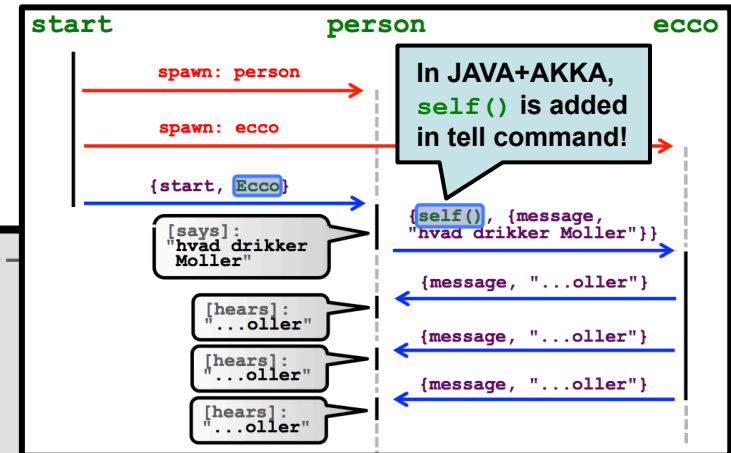 start person ecco
spawn: person
In JAVA+AKKA,
self() is added
in tell command!
spawn: ecco
{start, Ecco}
{self(), {message,
"hvad drikker Moller"}}
[says]:
"hvad drikker
Moller"
{message, "...oller"}
[hears]:
"...oller"
{message, "...oller"}
[hears]:
"...oller"
{message, "...oller"}
[hears]:
"...oller"